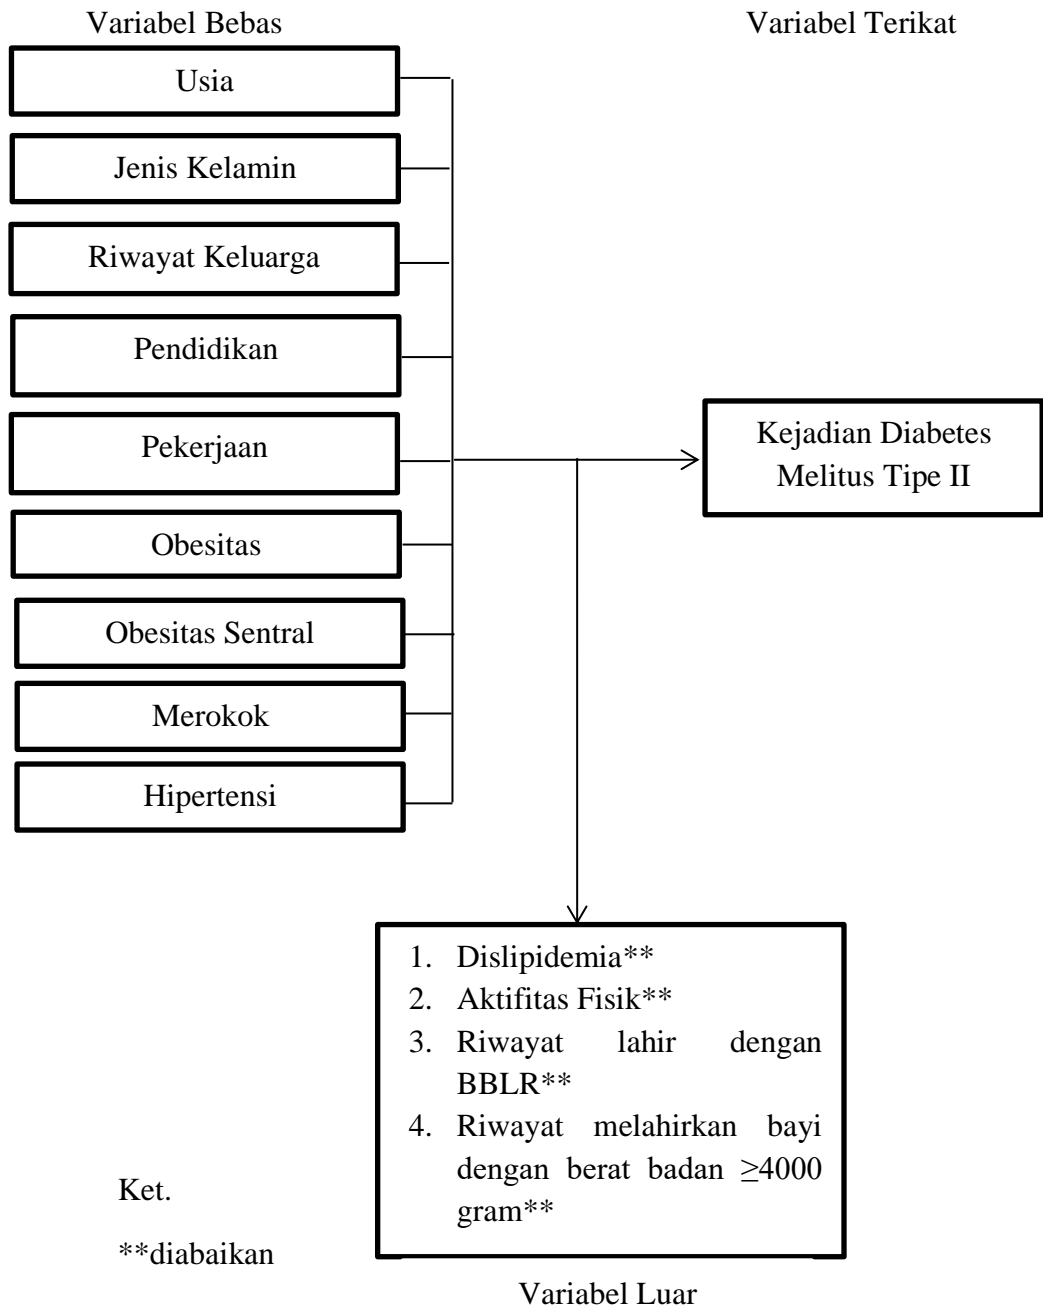 Variabel Bebas
Variabel Terikat
Usia
Jenis Kelamin
Riwayat Keluarga
Pendidikan
Pekerjaan
Obesitas
Obesitas Sentral
Merokok
Hipertensi
Kejadian Diabetes
Melitus Tipe II
1. Dislipidemia**
2. Aktifitas Fisik**
3. Riwayat lahir dengan
BBLR**
4. Riwayat melahirkan bayi
dengan berat badan ≥4000
gram**
Ket.
**diabaikan
Variabel Luar